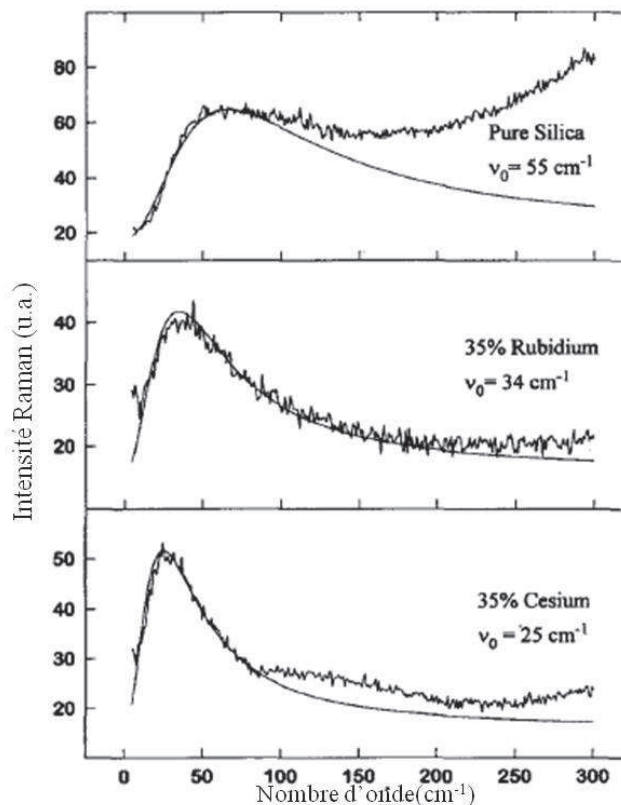 80
60
40
20
Pure Silica
ν0= 55 cm-1
40
30
20
35% Rubidium
ν0= 34 cm-1
50
40
30
20
35% Cesium
ν0 = 25 cm-1
Intensité Raman (u.a.)
0 50 100 150 200 250 300
Nombre d'onde(cm-1)